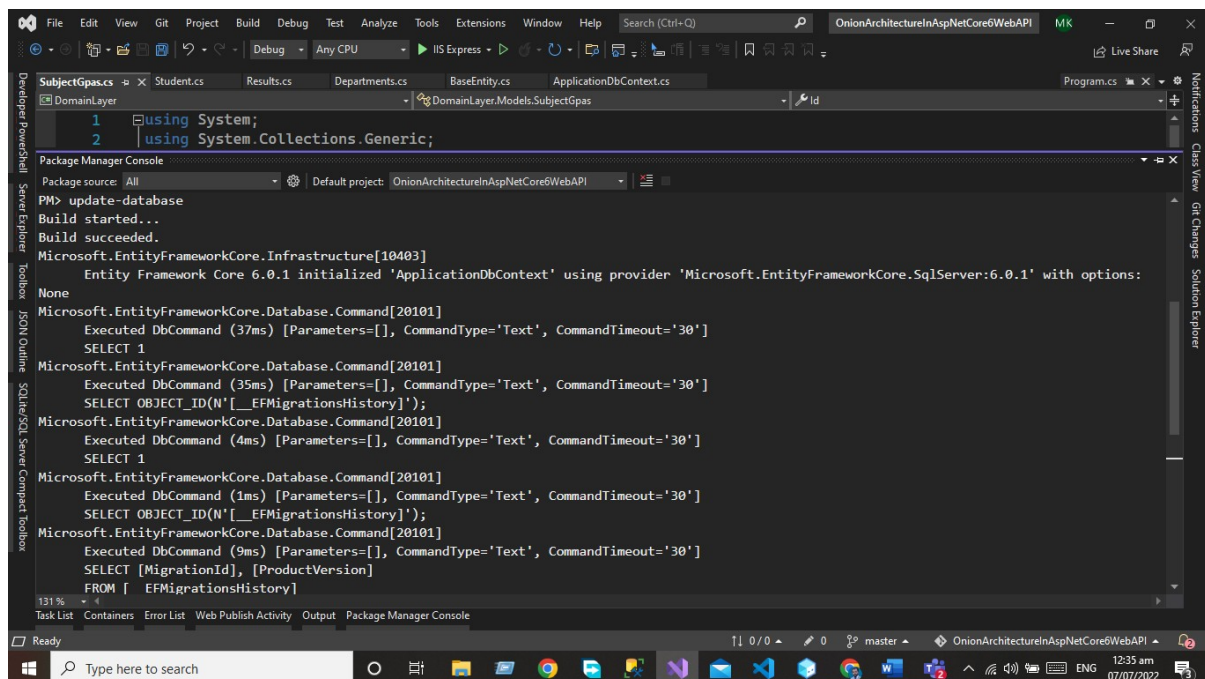 File Edit View Git Project Build Debug Test Analyze Tools Extensions Window Help Search (Ctrl+Q) OnionArchitectureInAspNetCore6WebAPI MK
Debug Any CPU IIS Express Live Share
SubjectGpas.cs Student.cs Results.cs Departments.cs BaseEntity.cs ApplicationDbContext.cs Program.cs
DomainLayer DomainLayer.Models.SubjectGpas Id
1 using System;
2 using System.Collections.Generic;
Package Manager Console
Package source: All Default project: OnionArchitectureInAspNetCore6WebAPI
PM> update-database
Build started...
Build succeeded.
Microsoft.EntityFrameworkCore.Infrastructure[10403]
Entity Framework Core 6.0.1 initialized 'ApplicationDbContext' using provider 'Microsoft.EntityFrameworkCore.SqlServer:6.0.1' with options:
None
Microsoft.EntityFrameworkCore.Database.Command[20101]
Executed DbCommand (37ms) [Parameters=[], CommandType='Text', CommandTimeout='30']
SELECT 1
Microsoft.EntityFrameworkCore.Database.Command[20101]
Executed DbCommand (35ms) [Parameters=[], CommandType='Text', CommandTimeout='30']
SELECT OBJECT_ID(N'[__EFMigrationsHistory]');
Microsoft.EntityFrameworkCore.Database.Command[20101]
Executed DbCommand (4ms) [Parameters=[], CommandType='Text', CommandTimeout='30']
SELECT 1
Microsoft.EntityFrameworkCore.Database.Command[20101]
Executed DbCommand (1ms) [Parameters=[], CommandType='Text', CommandTimeout='30']
SELECT OBJECT_ID(N'[__EFMigrationsHistory]');
Microsoft.EntityFrameworkCore.Database.Command[20101]
Executed DbCommand (9ms) [Parameters=[], CommandType='Text', CommandTimeout='30']
SELECT [MigrationId], [ProductVersion]
FROM [__EFMigrationsHistory]
131 %
Task List Containers Error List Web Publish Activity Output Package Manager Console
Ready 0/0 0 master OnionArchitectureInAspNetCore6WebAPI 2
Type here to search ENG 12:35 am
07/07/2022
Developer PowerShell
Server Explorer
Toolbox
JSON Outline
SQLite/SQL Server Compact Toolbox
Notifications
Class View
Git Changes
Solution Explorer